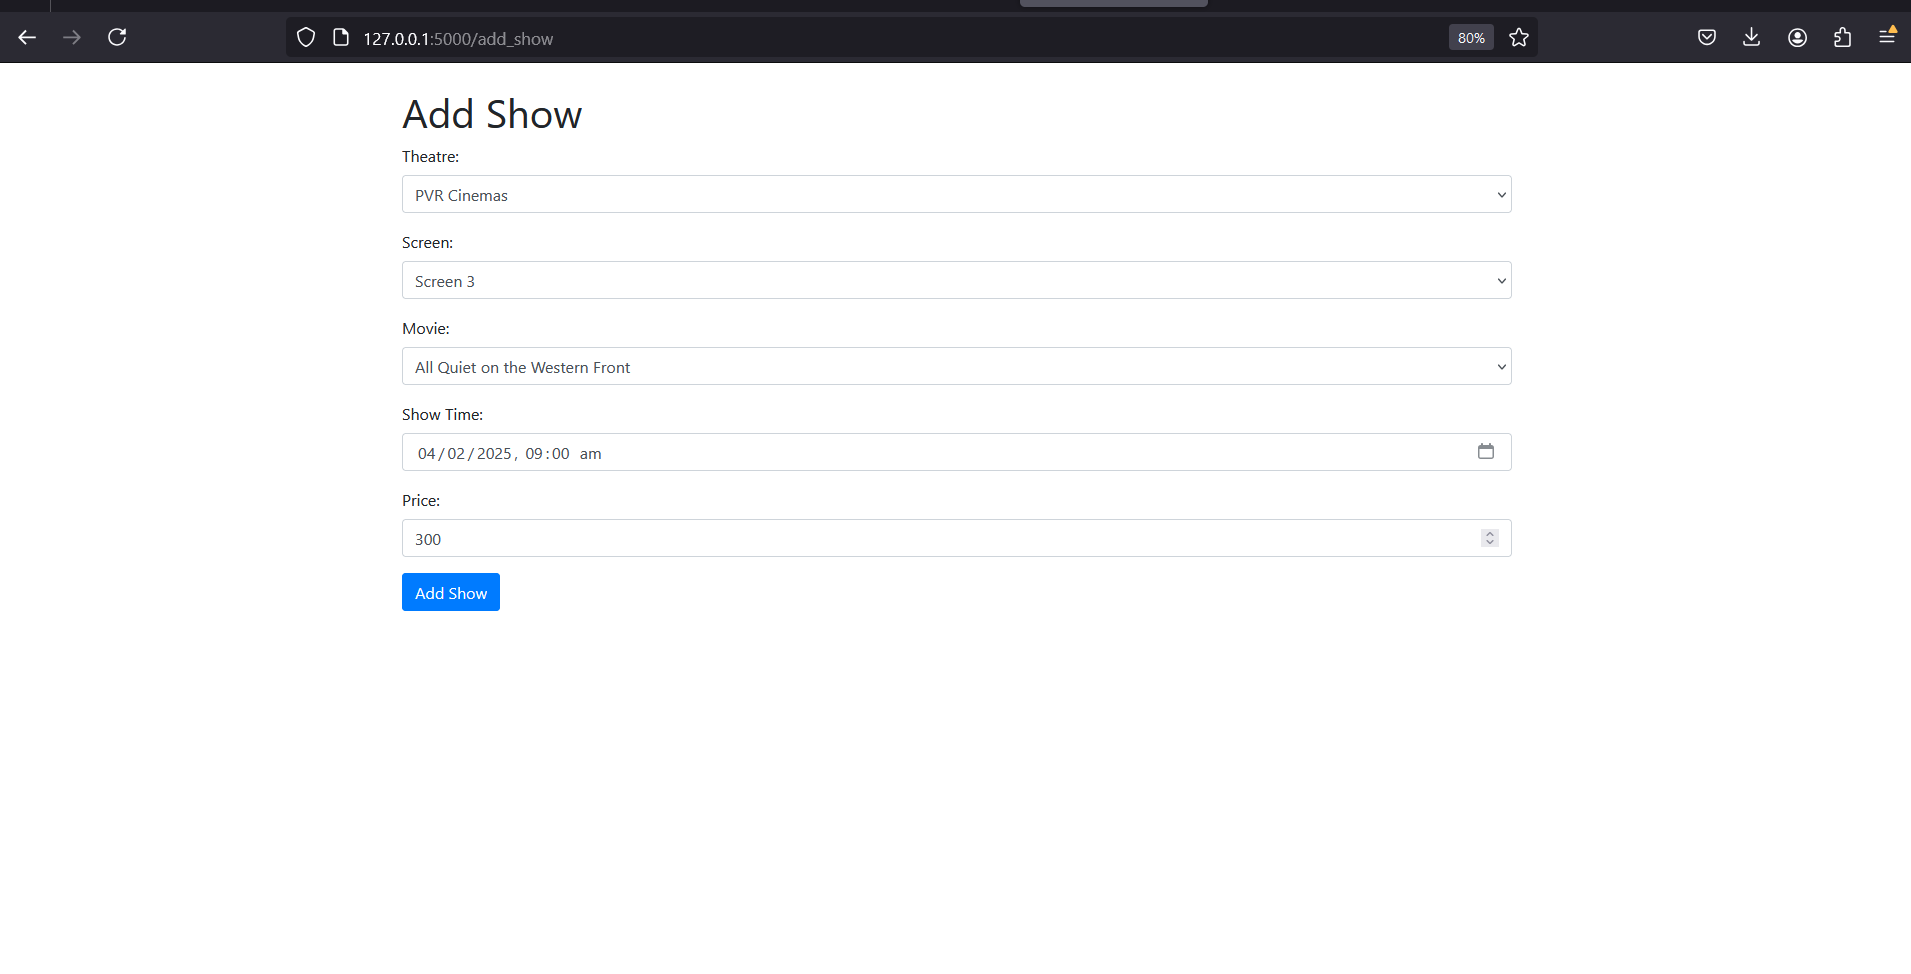 127.0.0.1:5000/add_show
80%
Add Show
Theatre:
PVR Cinemas
Screen:
Screen 3
Movie:
All Quiet on the Western Front
Show Time:
04/02/2025, 09:00 am
Price:
300
Add Show